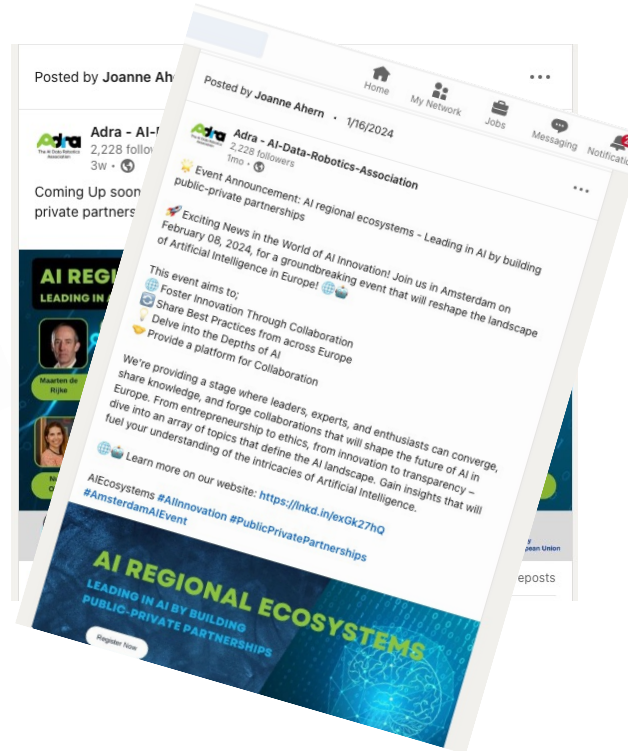 Posted by Joanne Ah
Adra - AI-
2,228 follow
3w •
Coming Up soon
private partners
AI REGI
LEADING IN A
Maarten de
Rijke
Home
My Network
Jobs
Messaging
Posted by Joanne Ahern • 1/16/2024
Adra
The AI Data Robotics
Association
Adra - AI-Data-Robotics-Association
2,228 followers
1mo •
🌟 Event Announcement: AI regional ecosystems - Leading in AI by building
public-private partnerships
🚀 Exciting News in the World of AI Innovation! Join us in Amsterdam on
February 08, 2024, for a groundbreaking event that will reshape the landscape
of Artificial Intelligence in Europe! 🌐🤖
This event aims to;
🌐 Foster Innovation Through Collaboration
🔄 Share Best Practices from across Europe
💡 Delve into the Depths of AI
🤝 Provide a platform for Collaboration
We're providing a stage where leaders, experts, and enthusiasts can converge,
share knowledge, and forge collaborations that will shape the future of AI in
Europe. From entrepreneurship to ethics, from innovation to transparency –
dive into an array of topics that define the AI landscape. Gain insights that will
fuel your understanding of the intricacies of Artificial Intelligence.
🌐🤖 Learn more on our website: https://lnkd.in/exGk27hQ
AIEcosystems #AIInnovation #PublicPrivatePartnerships
#AmsterdamAIEvent
AI REGIONAL ECOSYSTEMS
LEADING IN AI BY BUILDING
PUBLIC-PRIVATE PARTNERSHIPS
Register Now
pean Union
eposts